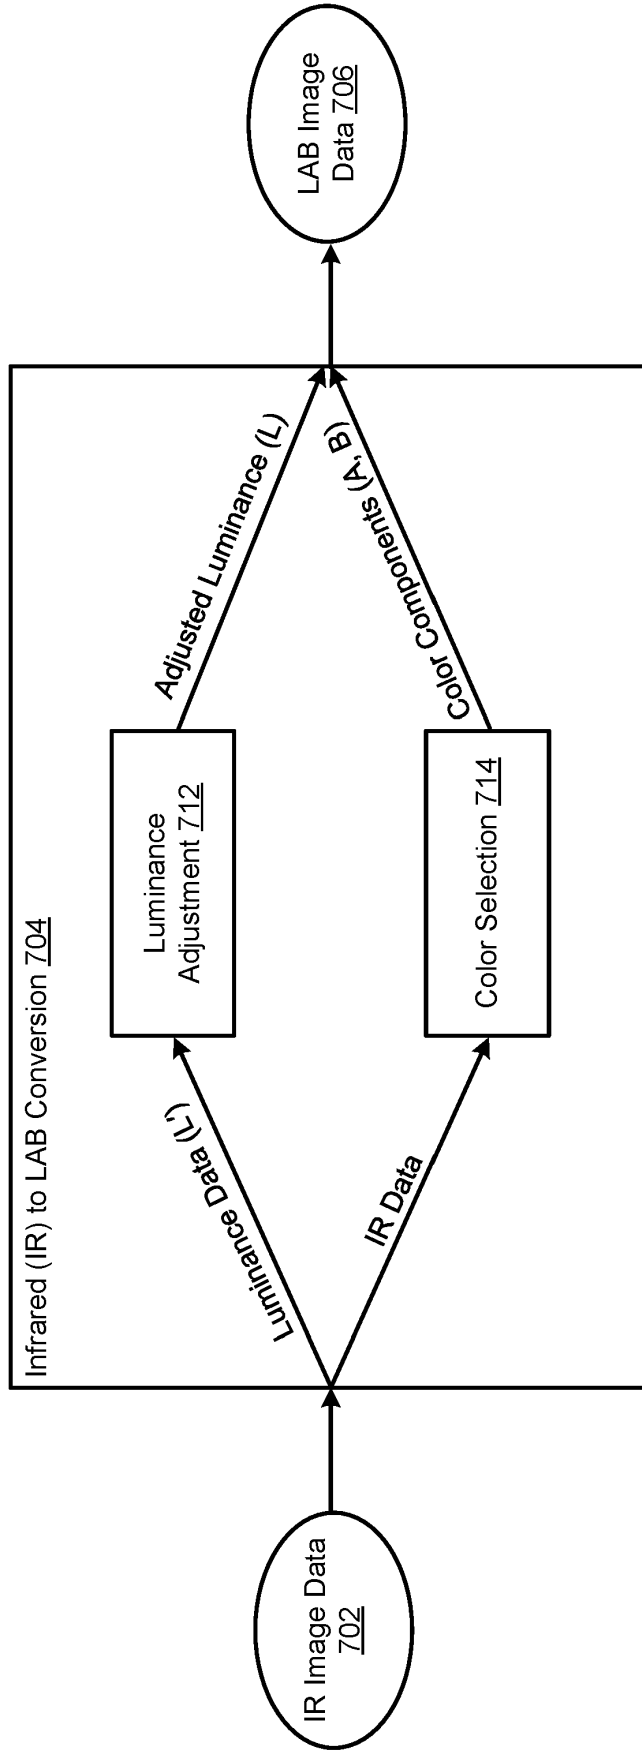 Infrared (IR) to LAB Conversion 704
IR Image Data
702
Luminance Data (L')
IR Data
Luminance
Adjustment 712
Color Selection 714
Adjusted Luminance (L)
Color Components (A, B)
LAB Image
Data 706